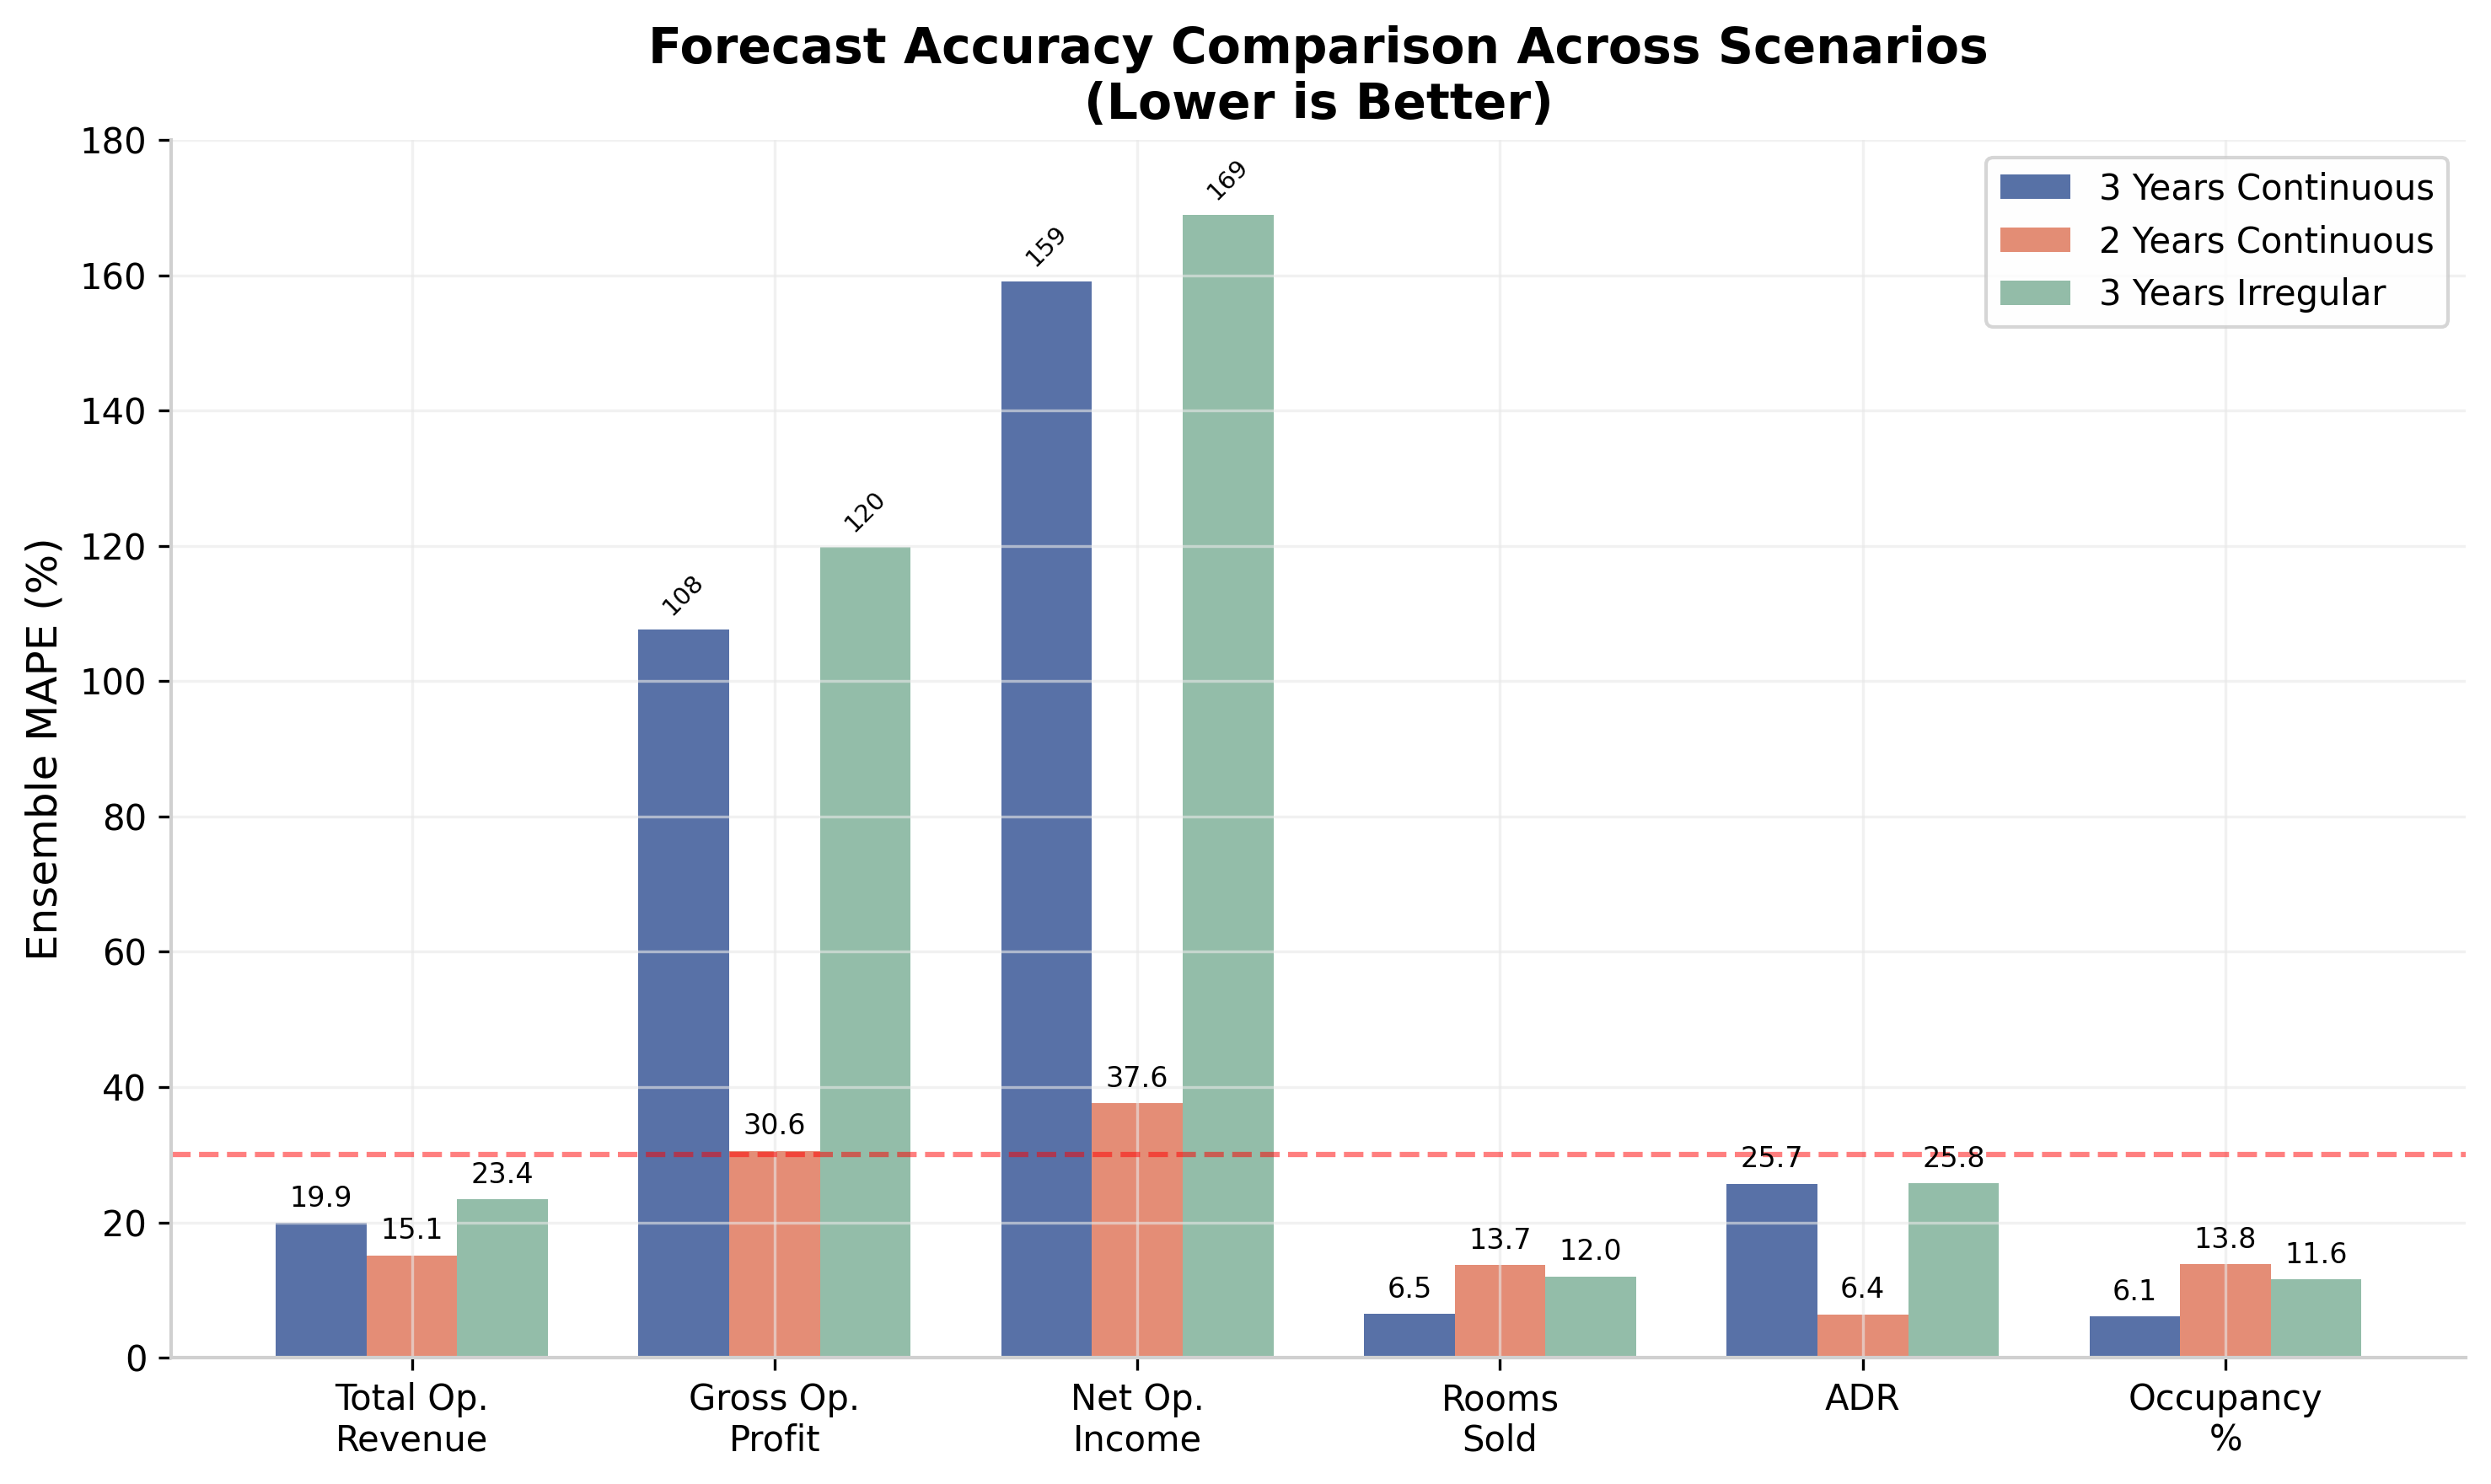 Forecast Accuracy Comparison Across Scenarios
(Lower is Better)
Ensemble MAPE (%)
180
160
140
120
100
80
60
40
20
0
3 Years Continuous
2 Years Continuous
3 Years Irregular
19.9
15.1
23.4
108
30.6
120
159
37.6
169
6.5
13.7
12.0
25.7
6.4
25.8
6.1
13.8
11.6
Total Op.
Revenue
Gross Op.
Profit
Net Op.
Income
Rooms
Sold
ADR
Occupancy
%